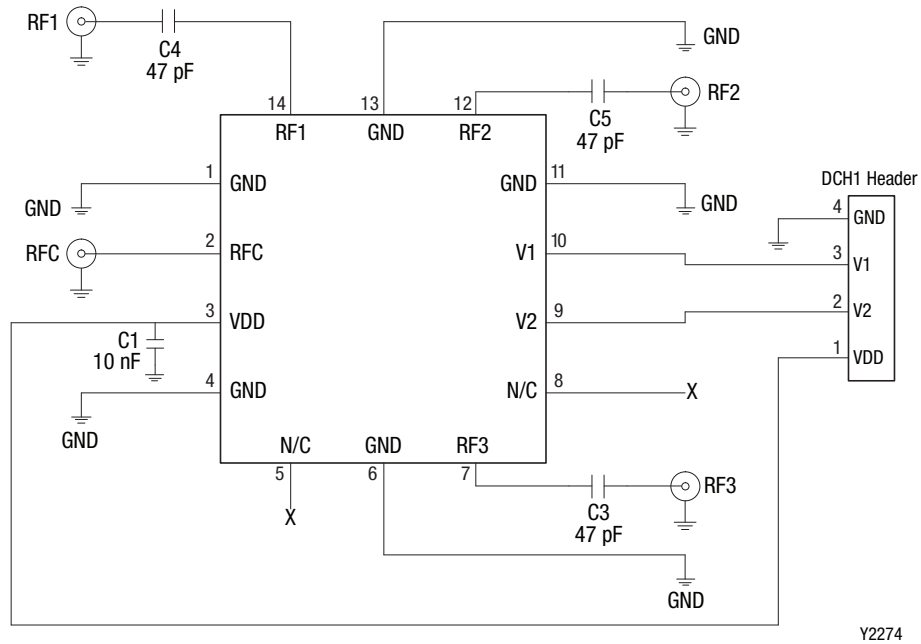 RF1
C4
47 pF
GND
RF2
C5
47 pF
14
13
12
RF1
GND
RF2
1
GND
GND
11
GND
GND
DCH1 Header
4
GND
RFC
2
RFC
V1
10
3
V1
3
VDD
V2
9
2
V2
C1
10 nF
1
VDD
4
GND
N/C
8
X
GND
N/C
GND
RF3
5
6
7
X
C3
47 pF
RF3
GND
Y2274